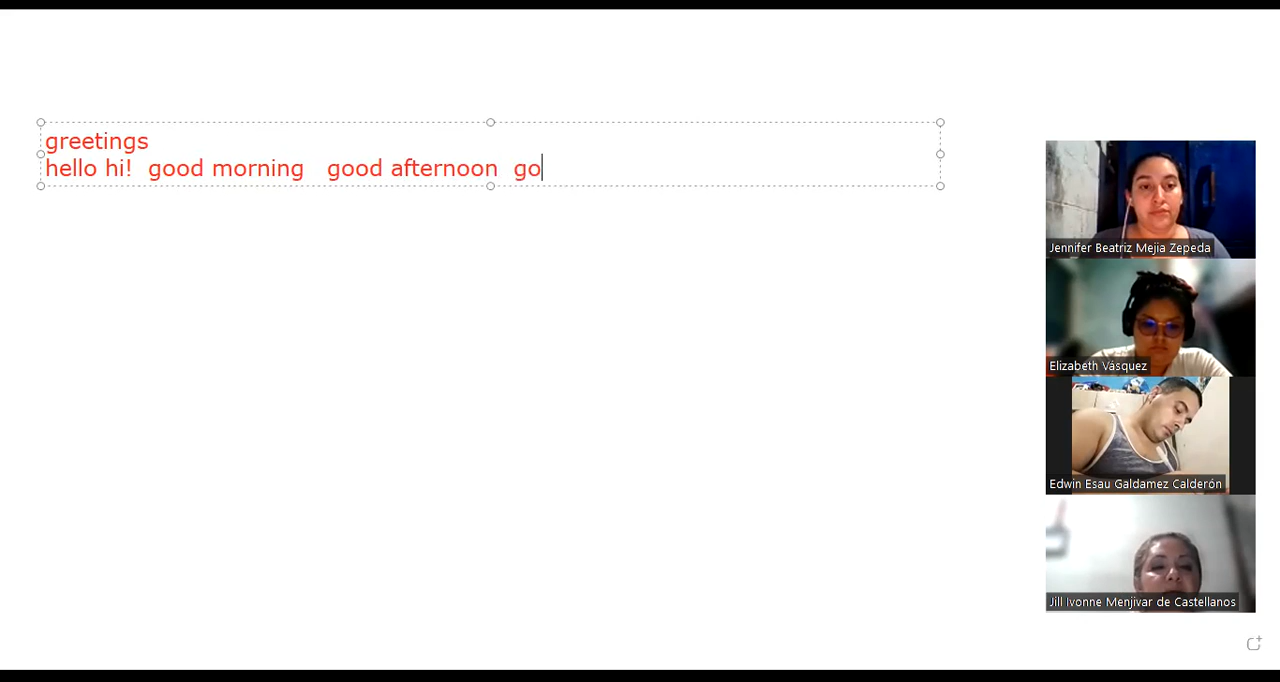 greetings
hello hi!  good morning   good afternoon  go
Jennifer Beatriz Mejia Zepeda
Elizabeth Vásquez
Edwin Esau Galdamez Calderón
Jill Ivonne Menjivar de Castellanos